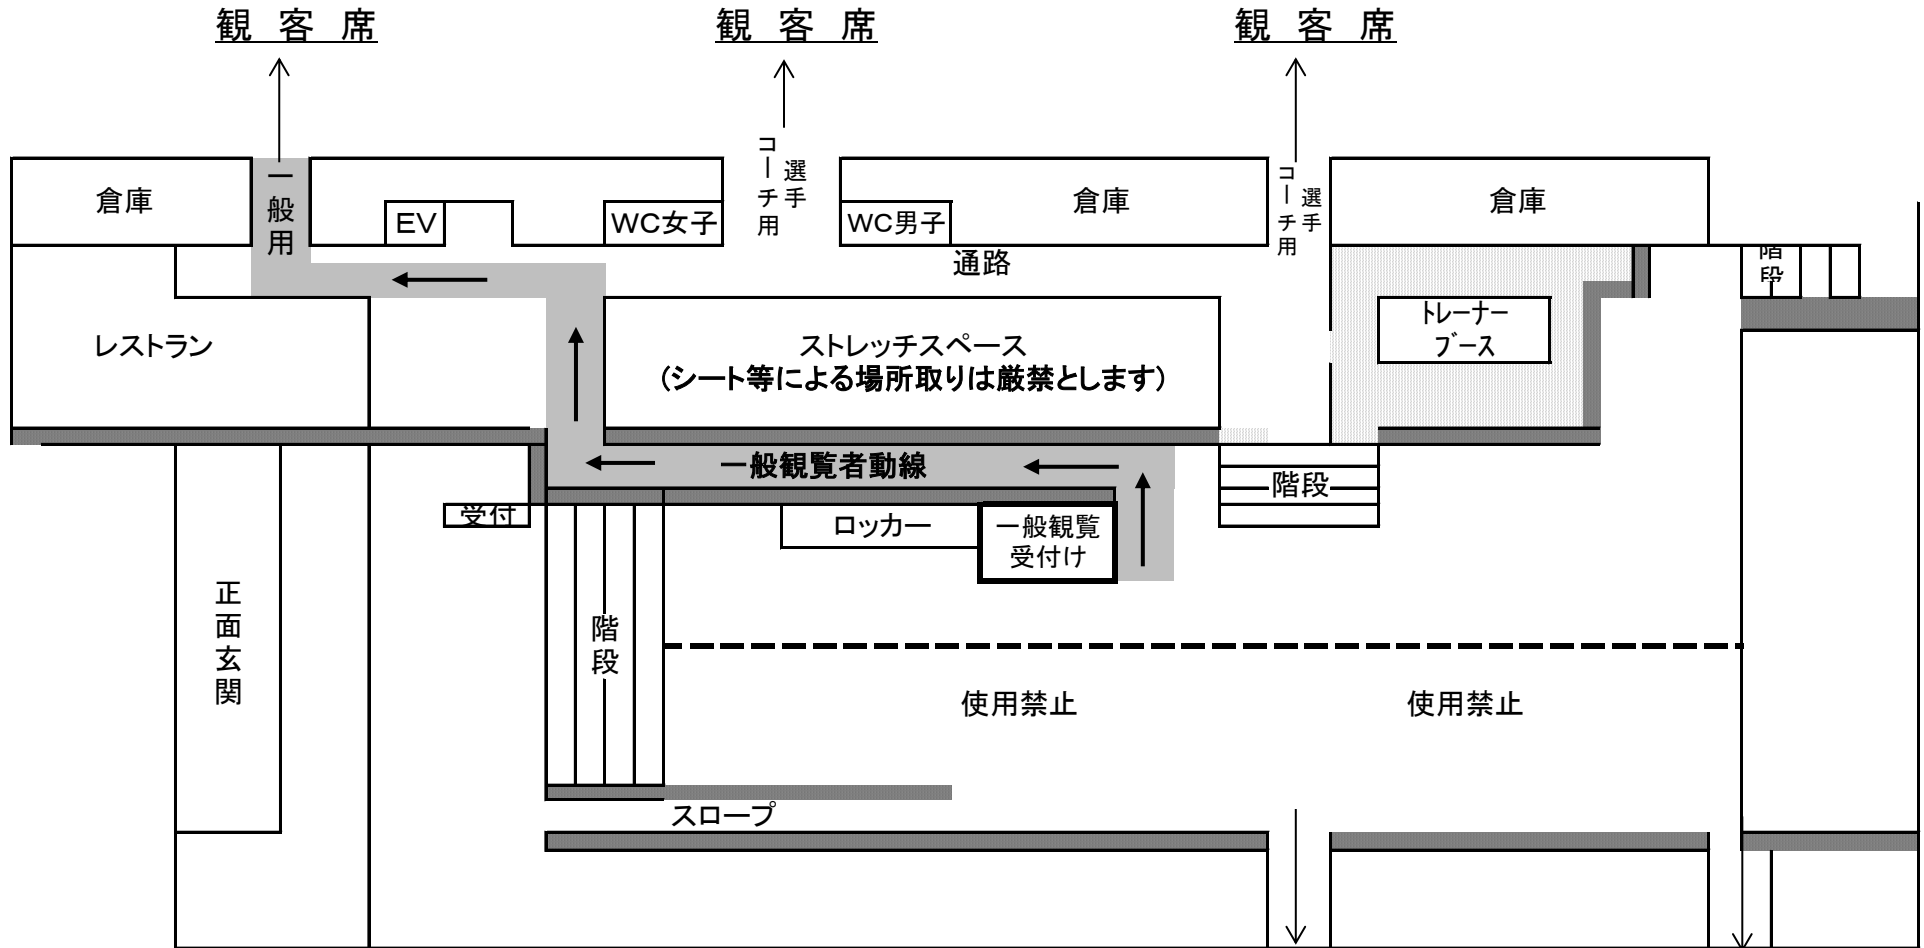 観 客 席
観 客 席
観 客 席
一般用
選手
コーチ用
選手
コーチ用
倉庫
EV
WC女子
WC男子
倉庫
倉庫
通路
階段
レストラン
ストレッチスペース
（シート等による場所取りは厳禁とします）
ﾄﾚｰﾅｰ
ﾌﾞｰｽ
一般観覧者動線
階段
受付
ロッカー
一般観覧
受付け
正面玄関
階段
使用禁止
使用禁止
スロープ